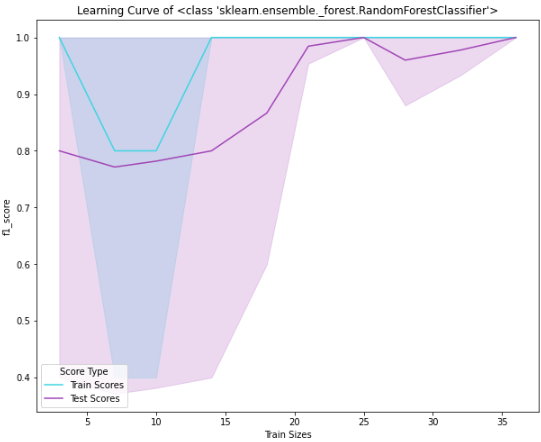 Learning Curve of <class 'sklearn.ensemble._forest.RandomForestClassifier'>
f1_score
1.0
0.9
0.8
0.7
0.6
0.5
0.4
Score Type
Train Scores
Test Scores
5 10 15 20 25 30 35
Train Sizes